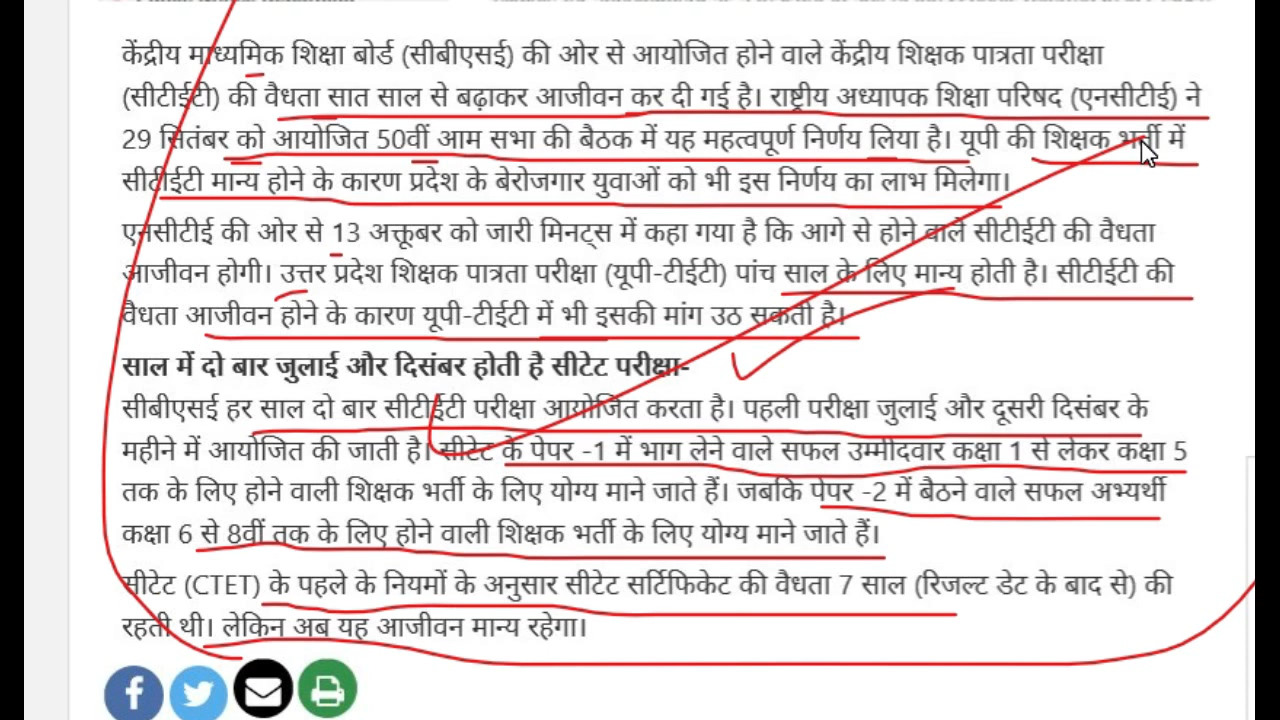 केंद्रीय माध्यमिक शिक्षा बोर्ड (सीबीएसई) की ओर से आयोजित होने वाले केंद्रीय शिक्षक पात्रता परीक्षा
(सीटीईटी) की वैधता सात साल से बढ़ाकर आजीवन कर दी गई है। राष्ट्रीय अध्यापक शिक्षा परिषद (एनसीटीई) ने
29 सितंबर को आयोजित 50वीं आम सभा की बैठक में यह महत्वपूर्ण निर्णय लिया है। यूपी की शिक्षक भर्ती में
सीटीईटी मान्य होने के कारण प्रदेश के बेरोजगार युवाओं को भी इस निर्णय का लाभ मिलेगा।
एनसीटीई की ओर से 13 अक्तूबर को जारी मिनट्स में कहा गया है कि आगे से होने वाले सीटीईटी की वैधता
आजीवन होगी। उत्तर प्रदेश शिक्षक पात्रता परीक्षा (यूपी-टीईटी) पांच साल के लिए मान्य होती है। सीटीईटी की
वैधता आजीवन होने के कारण यूपी-टीईटी में भी इसकी मांग उठ सकती है।
साल में दो बार जुलाई और दिसंबर होती है सीटेट परीक्षा-
सीबीएसई हर साल दो बार सीटीईटी परीक्षा आयोजित करता है। पहली परीक्षा जुलाई और दूसरी दिसंबर के
महीने में आयोजित की जाती है। सीटेट के पेपर -1 में भाग लेने वाले सफल उम्मीदवार कक्षा 1 से लेकर कक्षा 5
तक के लिए होने वाली शिक्षक भर्ती के लिए योग्य माने जाते हैं। जबकि पेपर -2 में बैठने वाले सफल अभ्यर्थी
कक्षा 6 से 8वीं तक के लिए होने वाली शिक्षक भर्ती के लिए योग्य माने जाते हैं।
सीटेट (CTET) के पहले के नियमों के अनुसार सीटेट सर्टिफिकेट की वैधता 7 साल (रिजल्ट डेट के बाद से) की
रहती थी। लेकिन अब यह आजीवन मान्य रहेगा।